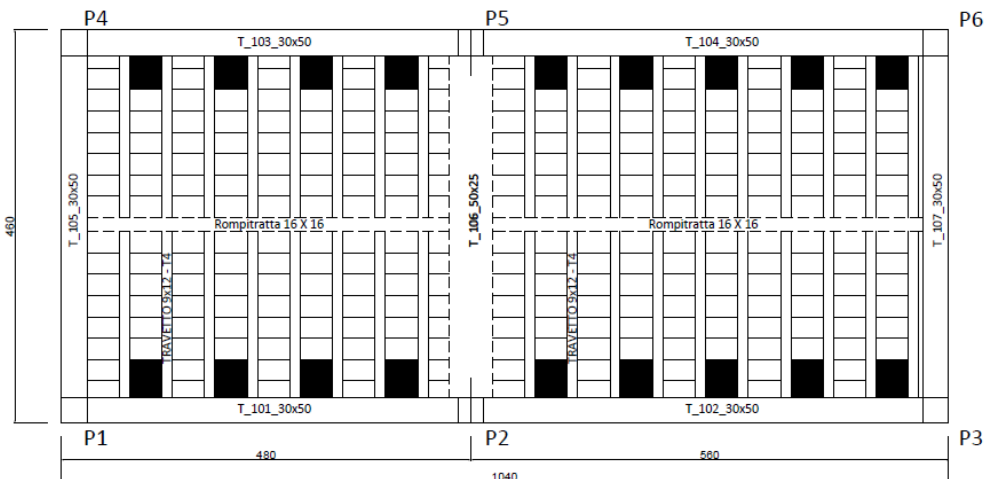 P4
P5
P6
T_103_30x50
T_104_30x50
460
T_105_30x50
T_106_50x25
T_107_30x50
Rompitratta 16 X 16
Rompitratta 16 X 16
TRAVETTO 9x12 - T4
TRAVETTO 9x12 - T4
T_101_30x50
T_102_30x50
P1
P2
P3
480
560
1040